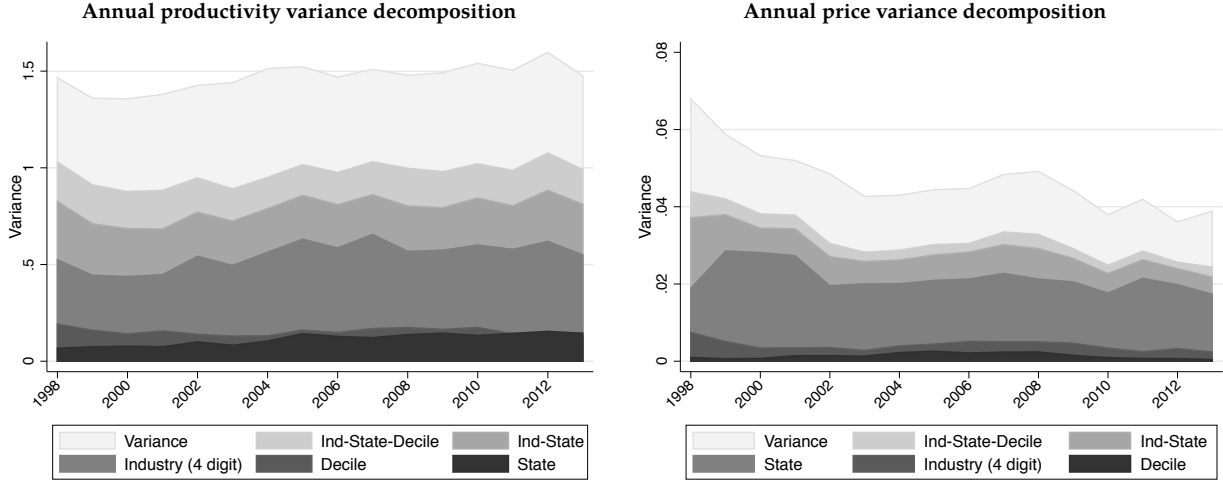 Annual productivity variance decomposition
Variance
1.5
1
.5
0
1998
2000
2002
2004
2006
2008
2010
2012
Variance
Ind-State-Decile
Ind-State
Industry (4 digit)
Decile
State
Annual price variance decomposition
Variance
.08
.06
.04
.02
0
1998
2000
2002
2004
2006
2008
2010
2012
Variance
Ind-State-Decile
Ind-State
State
Industry (4 digit)
Decile